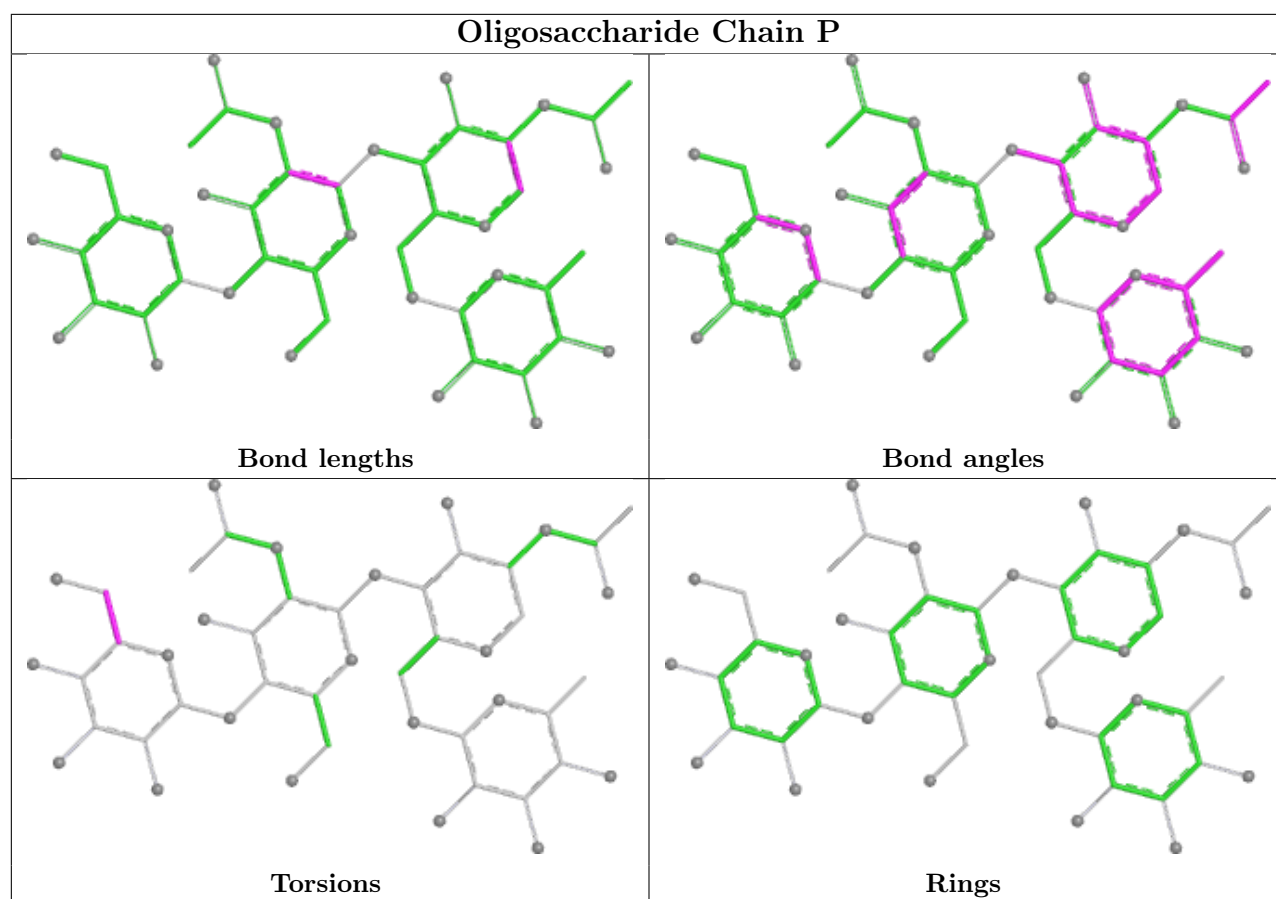 Oligosaccharide Chain P
Bond lengths
Bond angles
Torsions
Rings